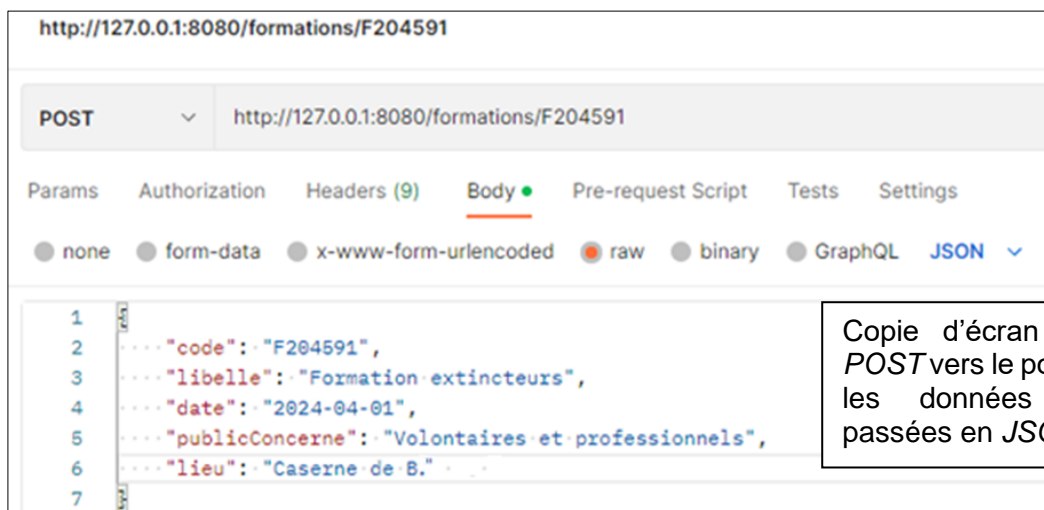 http://127.0.0.1:8080/formations/F204591
POST http://127.0.0.1:8080/formations/F204591
Params Authorization Headers (9) Body Pre-request Script Tests Settings
none form-data x-www-form-urlencoded raw binary GraphQL JSON
1 {
2 "code": "F204591",
3 "libelle": "Formation extincteurs",
4 "date": "2024-04-01",
5 "publicConcerne": "Volontaires et professionnels",
6 "lieu": "Caserne de B."
7 }
Copie d'écran
POST vers le po
les données
passées en JSO